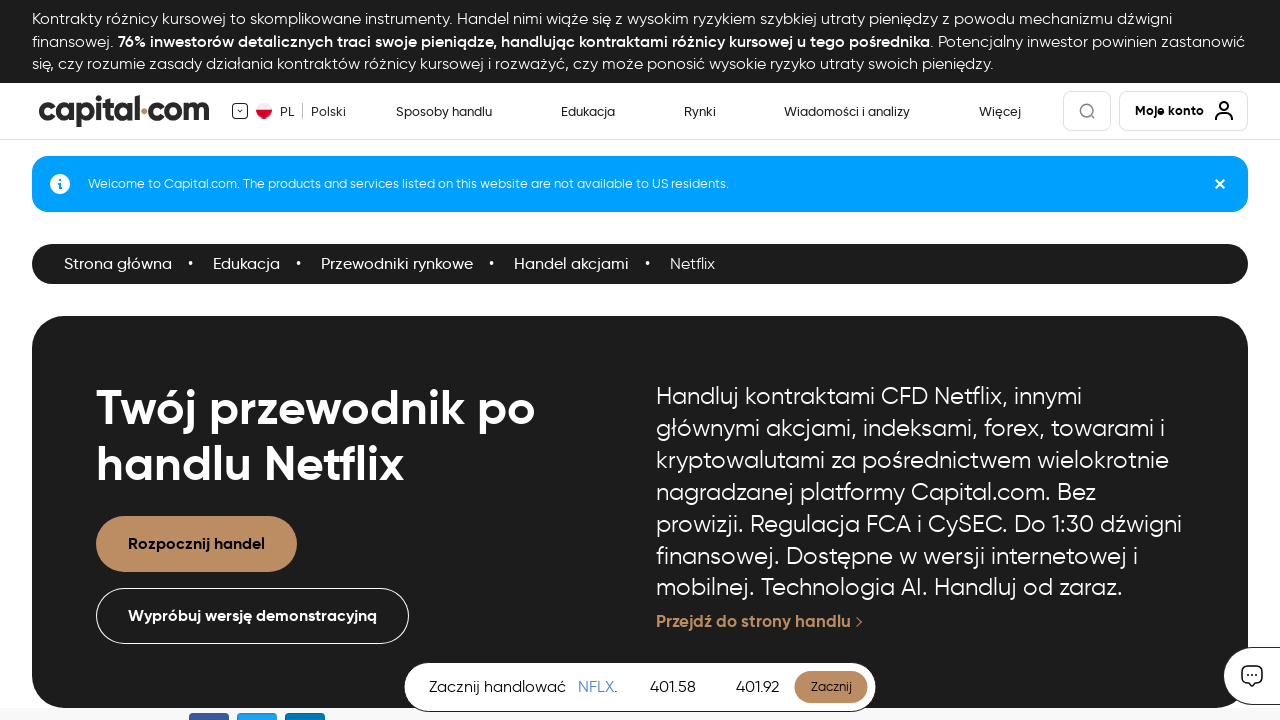 Kontrakty różnicy kursowej to skomplikowane instrumenty. Handel nimi wiąże się z wysokim ryzykiem szybkiej utraty pieniędzy z powodu mechanizmu dźwigni
finansowej. 76% inwestorów detalicznych traci swoje pieniądze, handlując kontraktami różnicy kursowej u tego pośrednika. Potencjalny inwestor powinien zastanowić
się, czy rozumie zasady działania kontraktów różnicy kursowej i rozważyć, czy może ponosić wysokie ryzyko utraty swoich pieniędzy.
capital.com PL Polski Sposoby handlu Edukacja Rynki Wiadomości i analizy Więcej Moje konto
Welcome to Capital.com. The products and services listed on this website are not available to US residents.
Strona główna • Edukacja • Przewodniki rynkowe • Handel akcjami • Netflix
Twój przewodnik po
handlu Netflix
Rozpocznij handel
Wypróbuj wersję demonstracyjną
Handluj kontraktami CFD Netflix, innymi
głównymi akcjami, indeksami, forex, towarami i
kryptowalutami za pośrednictwem wielokrotnie
nagradzanej platformy Capital.com. Bez
prowizji. Regulacja FCA i CySEC. Do 1:30 dźwigni
finansowej. Dostępne w wersji internetowej i
mobilnej. Technologia AI. Handluj od zaraz.
Przejdź do strony handlu
Zacznij handlować NFLX. 401.58 401.92 Zacznij